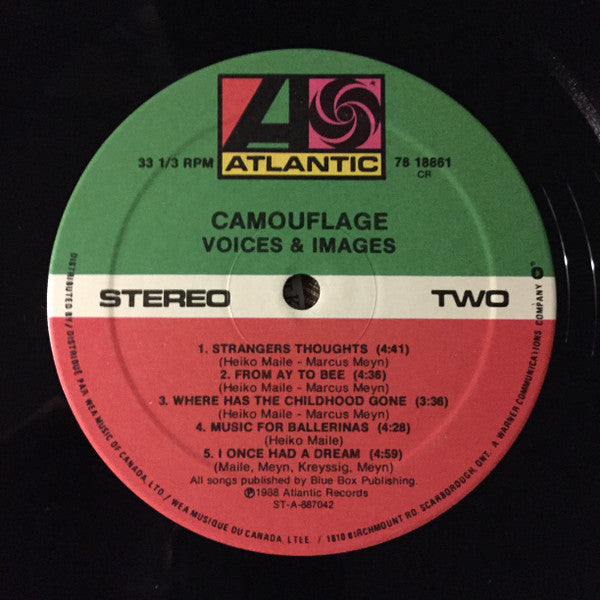 ATLANTIC
33 1/3 RPM
78 18861
CR
CAMOUFLAGE
VOICES & IMAGES
STEREO
TWO
1. STRANGERS THOUGHTS (4:41)
(Heiko Maile - Marcus Meyn)
2. FROM AY TO BEE (4:36)
(Heiko Maile - Marcus Meyn)
3. WHERE HAS THE CHILDHOOD GONE (3:36)
(Heiko Maile - Marcus Meyn)
4. MUSIC FOR BALLERINAS (4:28)
(Heiko Maile)
5. I ONCE HAD A DREAM (4:59)
(Maile, Meyn, Kreyssig, Meyn)
All songs published by Blue Box Publishing.
℗1988 Atlantic Records
ST-A-887042
DISTRIBUTED BY / DISTRIBUÉ PAR WEA MUSIC OF CANADA, LTD. / WEA MUSIQUE DU CANADA, LTÉE. / 1810 BIRCHMOUNT RD. SCARBOROUGH, ONT. A WARNER COMMUNICATIONS COMPANY